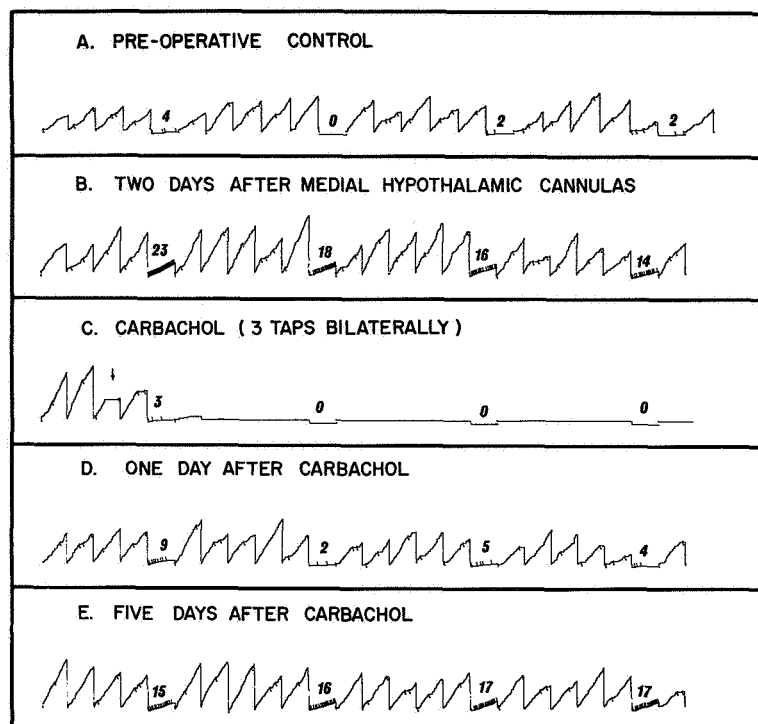 A. PRE-OPERATIVE CONTROL
4 0 2 2
B. TWO DAYS AFTER MEDIAL HYPOTHALAMIC CANNULAS
23 18 16 14
C. CARBACHOL (3 TAPS BILATERALLY)
3 0 0 0
D. ONE DAY AFTER CARBACHOL
9 2 5 4
E. FIVE DAYS AFTER CARBACHOL
15 16 17 17